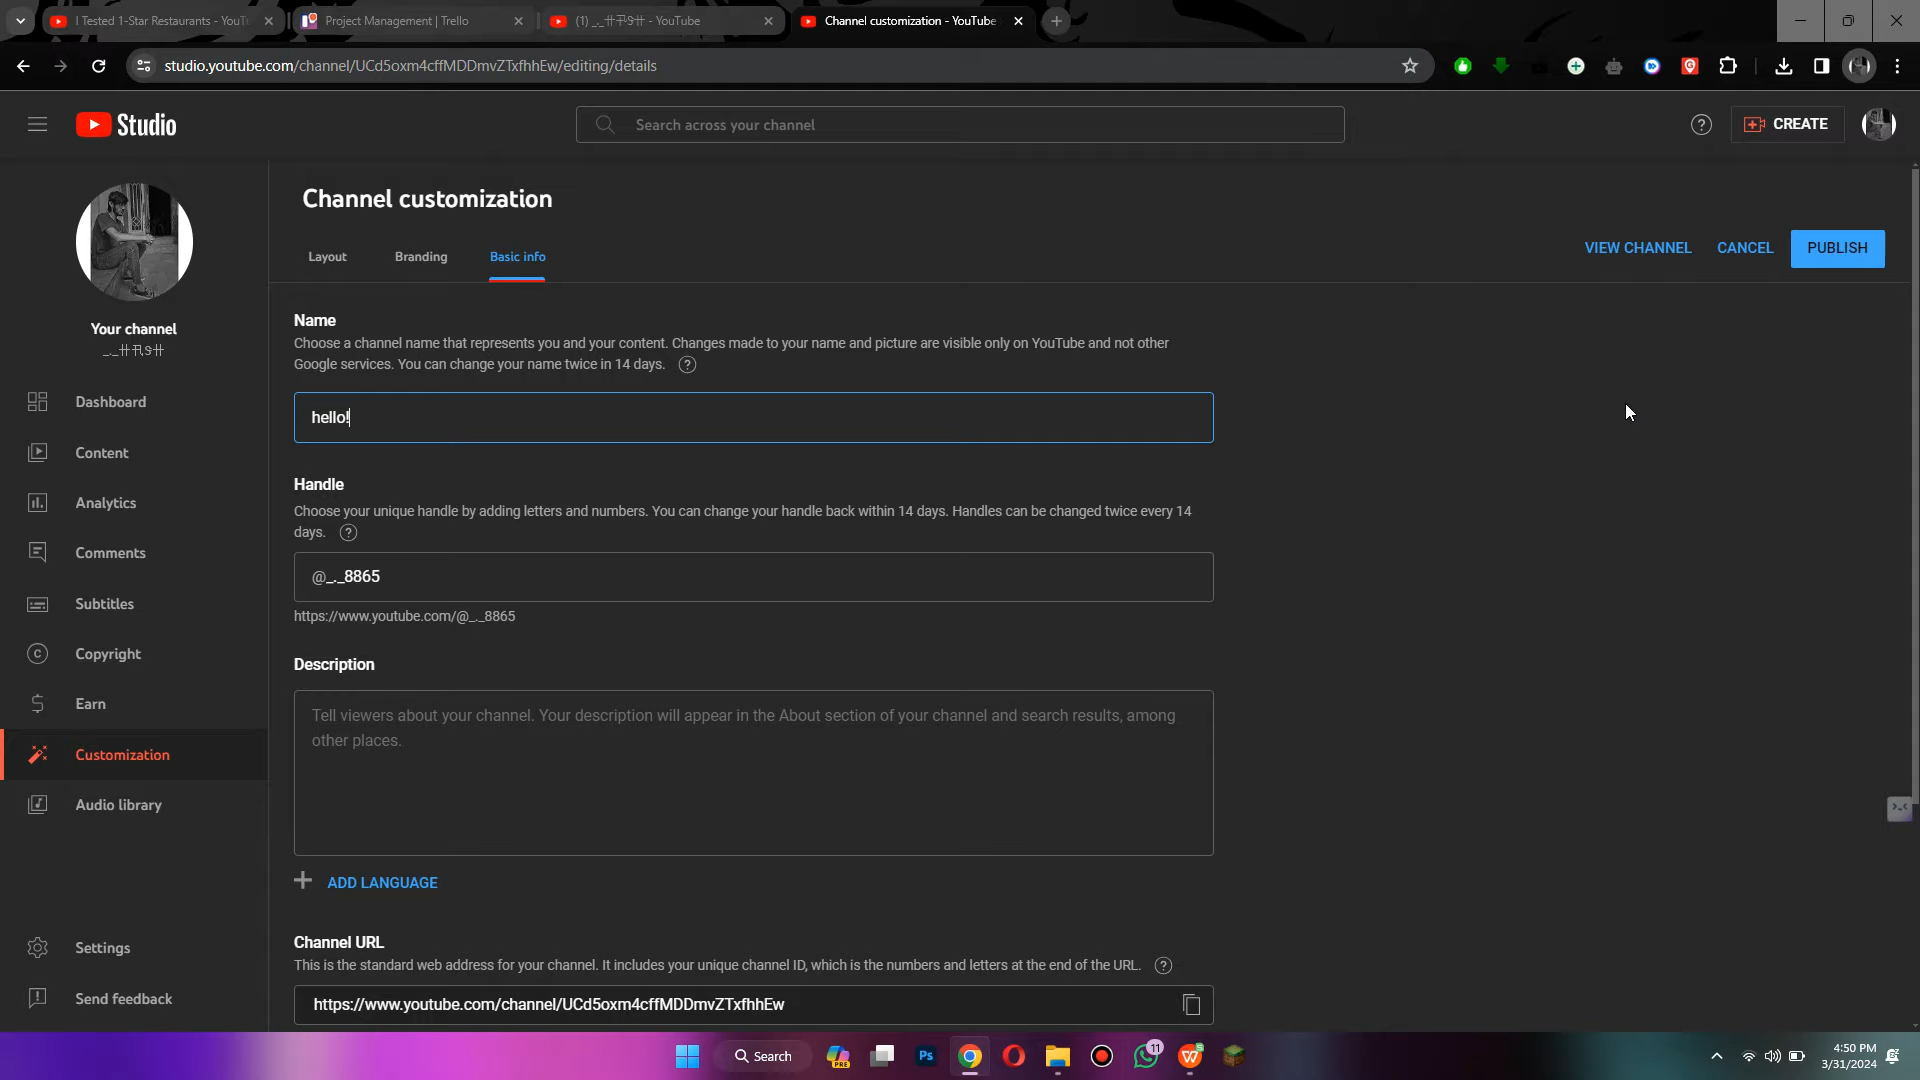 I Tested 1-Star Restaurants - YouTu
Project Management | Trello
- YouTube
Channel customization - YouTube
studio.youtube.com/channel/UCd5oxm4cffMDDmvZTxfhhEw/editing/details
Studio
Search across your channel
CREATE
Channel customization
Layout
Branding
Basic info
VIEW CHANNEL
CANCEL
PUBLISH
Your channel
Name
Choose a channel name that represents you and your content. Changes made to your name and picture are visible only on YouTube and not other
Google services. You can change your name twice in 14 days.
hello!
Handle
Choose your unique handle by adding letters and numbers. You can change your handle back within 14 days. Handles can be changed twice every 14
days.
@_._8865
https://www.youtube.com/@_._8865
Description
Tell viewers about your channel. Your description will appear in the About section of your channel and search results, among
other places.
ADD LANGUAGE
Channel URL
This is the standard web address for your channel. It includes your unique channel ID, which is the numbers and letters at the end of the URL.
https://www.youtube.com/channel/UCd5oxm4cffMDDmvZTxfhhEw
Dashboard
Content
Analytics
Comments
Subtitles
Copyright
Earn
Customization
Audio library
Settings
Send feedback
Search
PRE
Ps
11
4:50 PM
3/31/2024